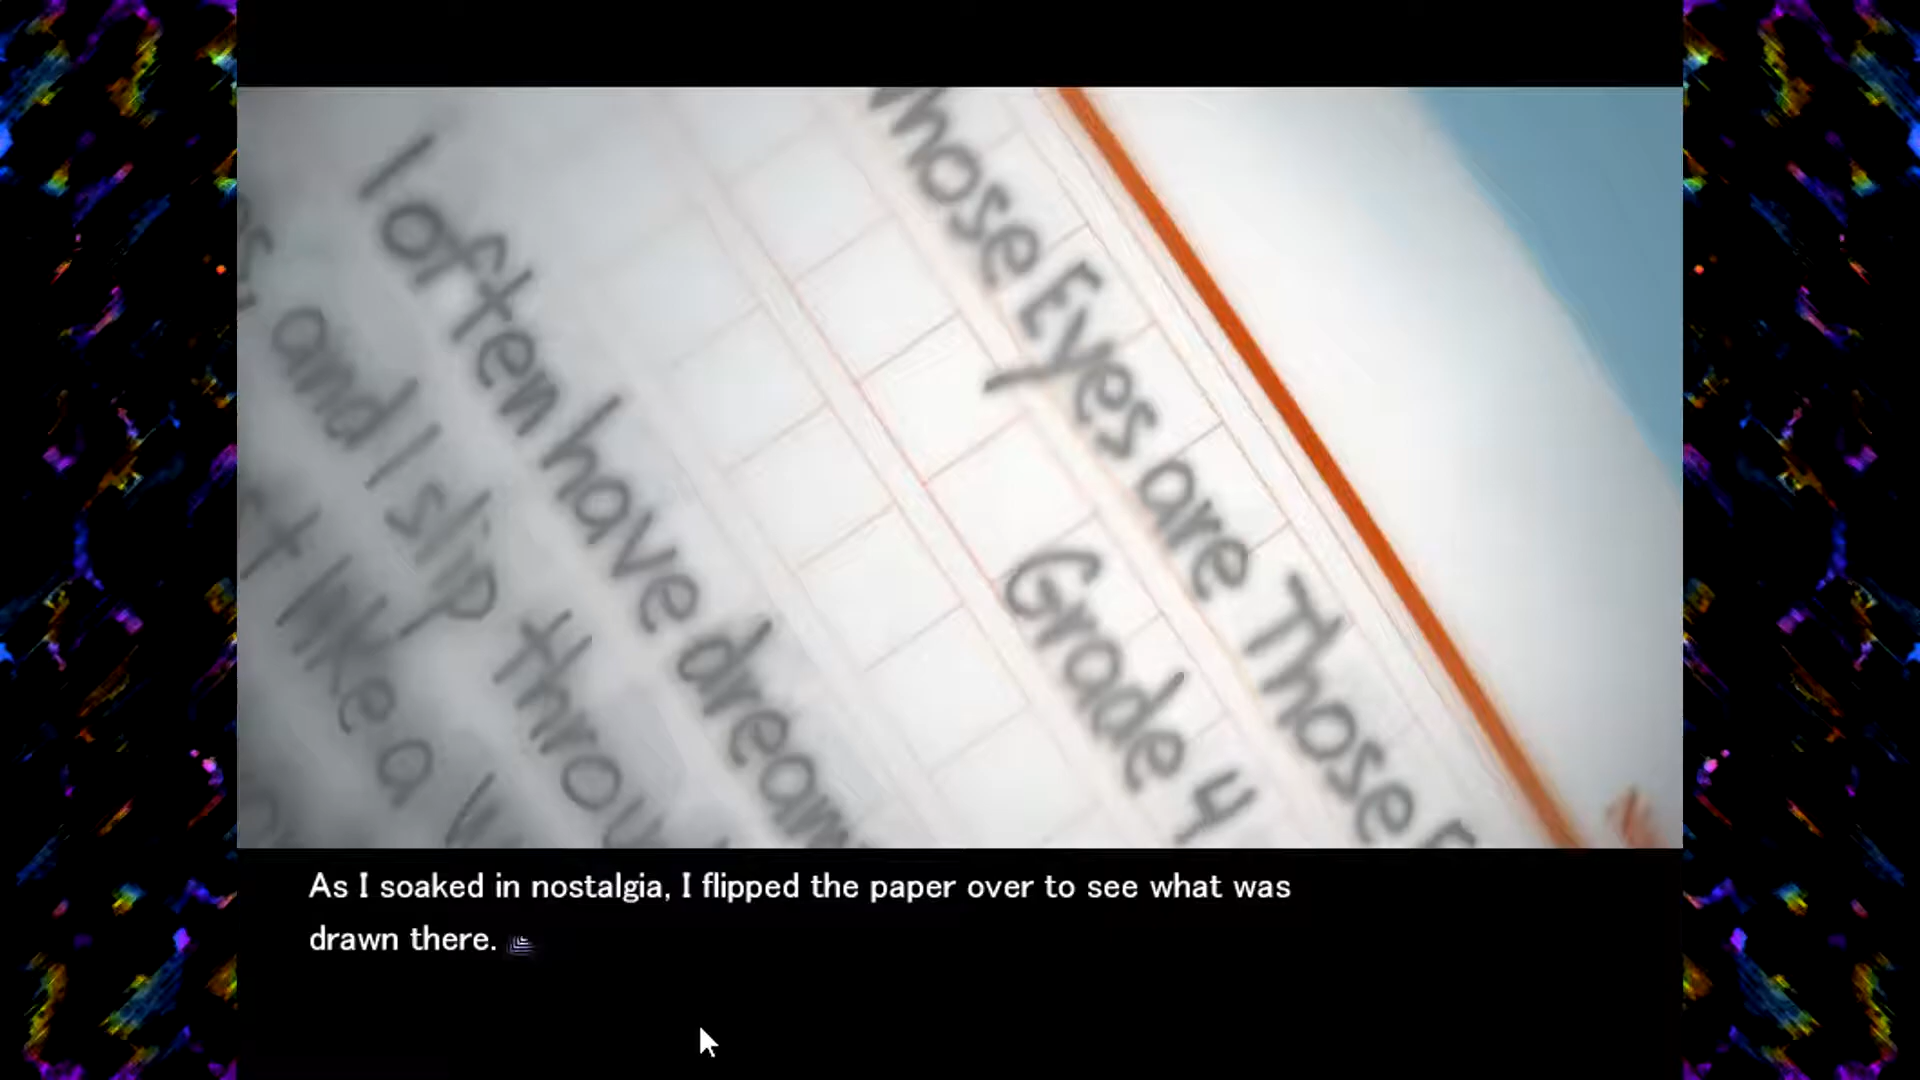 Whose Eyes are Those
Grade 4
I often have dream
and I slip throu
like a w
As I soaked in nostalgia, I flipped the paper over to see what was
drawn there.